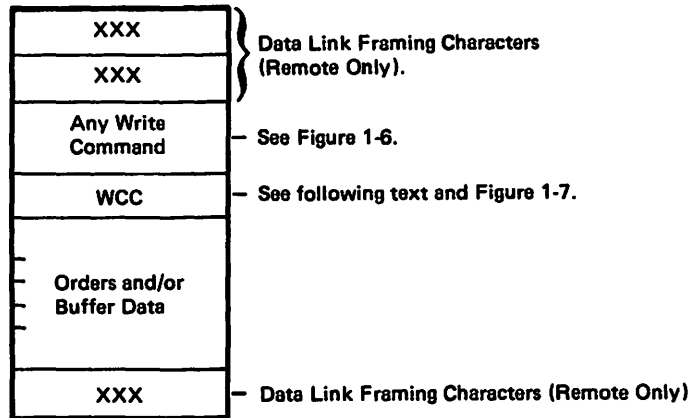 XXX
Data Link Framing Characters
(Remote Only).
XXX
Any Write
Command
See Figure 1-6.
WCC
See following text and Figure 1-7.
Orders and/or
Buffer Data
XXX
Data Link Framing Characters (Remote Only)